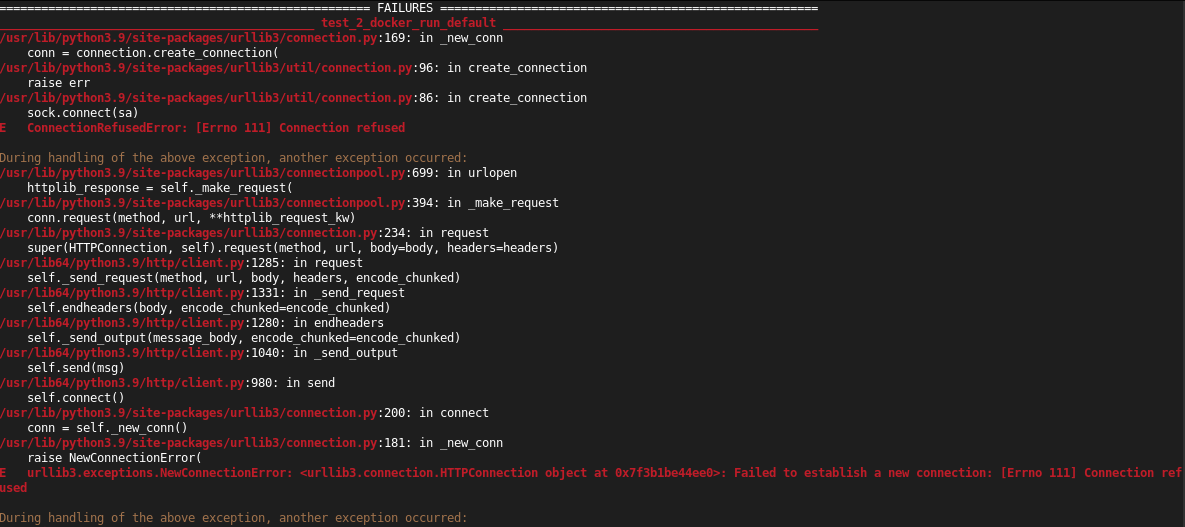 ==================================================== FAILURES ======================================================
_____________________________________________ test_2_docker_run_default _____________________________________________
/usr/lib/python3.9/site-packages/urllib3/connection.py:169: in _new_conn
    conn = connection.create_connection(
/usr/lib/python3.9/site-packages/urllib3/util/connection.py:96: in create_connection
    raise err
/usr/lib/python3.9/site-packages/urllib3/util/connection.py:86: in create_connection
    sock.connect(sa)
E   ConnectionRefusedError: [Errno 111] Connection refused

During handling of the above exception, another exception occurred:
/usr/lib/python3.9/site-packages/urllib3/connectionpool.py:699: in urlopen
    httplib_response = self._make_request(
/usr/lib/python3.9/site-packages/urllib3/connectionpool.py:394: in _make_request
    conn.request(method, url, **httplib_request_kw)
/usr/lib/python3.9/site-packages/urllib3/connection.py:234: in request
    super(HTTPConnection, self).request(method, url, body=body, headers=headers)
/usr/lib64/python3.9/http/client.py:1285: in request
    self._send_request(method, url, body, headers, encode_chunked)
/usr/lib64/python3.9/http/client.py:1331: in _send_request
    self.endheaders(body, encode_chunked=encode_chunked)
/usr/lib64/python3.9/http/client.py:1280: in endheaders
    self._send_output(message_body, encode_chunked=encode_chunked)
/usr/lib64/python3.9/http/client.py:1040: in _send_output
    self.send(msg)
/usr/lib64/python3.9/http/client.py:980: in send
    self.connect()
/usr/lib/python3.9/site-packages/urllib3/connection.py:200: in connect
    conn = self._new_conn()
/usr/lib/python3.9/site-packages/urllib3/connection.py:181: in _new_conn
    raise NewConnectionError(
E   urllib3.exceptions.NewConnectionError: <urllib3.connection.HTTPConnection object at 0x7f3b1be44ee0>: Failed to establish a new connection: [Errno 111] Connection ref
used

During handling of the above exception, another exception occurred: